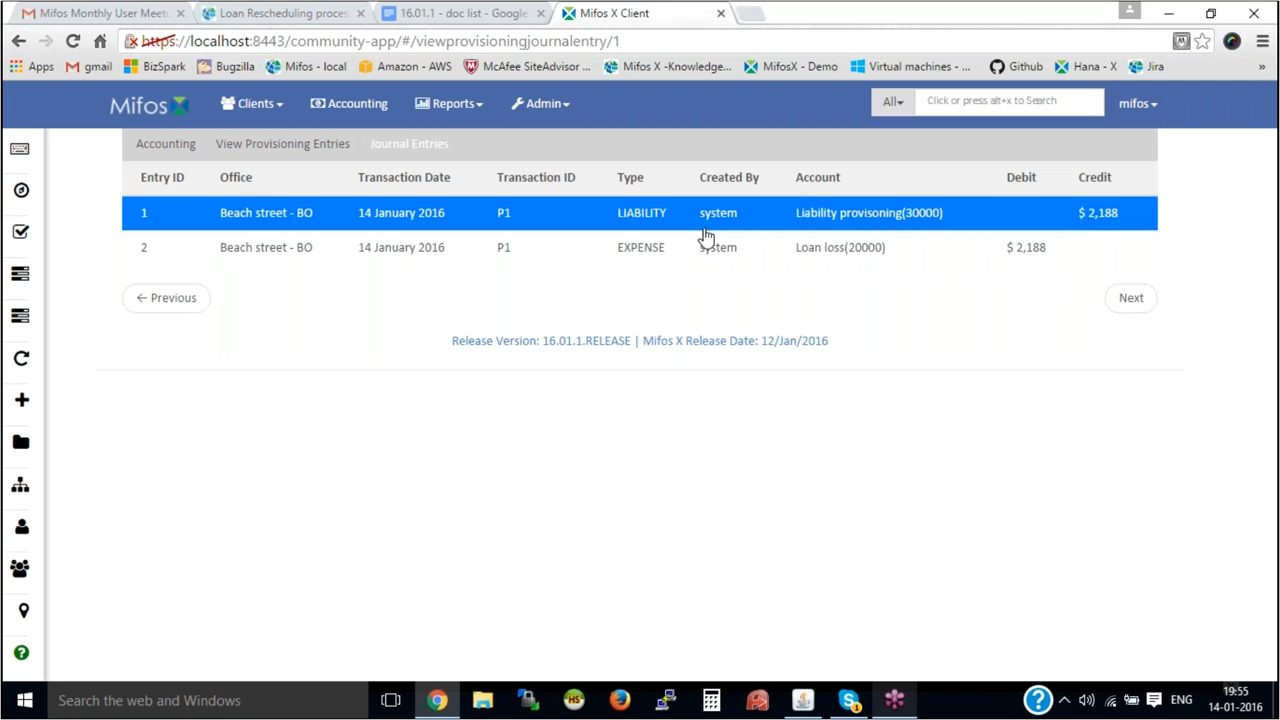 Mifos Monthly User Meetu
Loan Rescheduling proces
16.01.1 - doc list - Google
Mifos X Client
https://localhost:8443/community-app/#/viewprovisioningjournalentry/1
Apps
gmail
BizSpark
Bugzilla
Mifos - local
Amazon - AWS
McAfee SiteAdvisor ...
Mifos X -Knowledge...
MifosX - Demo
Virtual machines - ...
Github
Hana - X
Jira
»
Mifos
Clients
Accounting
Reports
Admin
All
Click or press alt+x to Search
mifos
Accounting
View Provisioning Entries
Journal Entries
Entry ID Office Transaction Date Transaction ID Type Created By Account Debit Credit
1 Beach street - BO 14 January 2016 P1 LIABILITY system Liability provisoning(30000) $ 2,188
2 Beach street - BO 14 January 2016 P1 EXPENSE system Loan loss(20000) $ 2,188
← Previous
Next
Release Version: 16.01.1.RELEASE | Mifos X Release Date: 12/Jan/2016
Search the web and Windows
ENG
19:55
14-01-2016